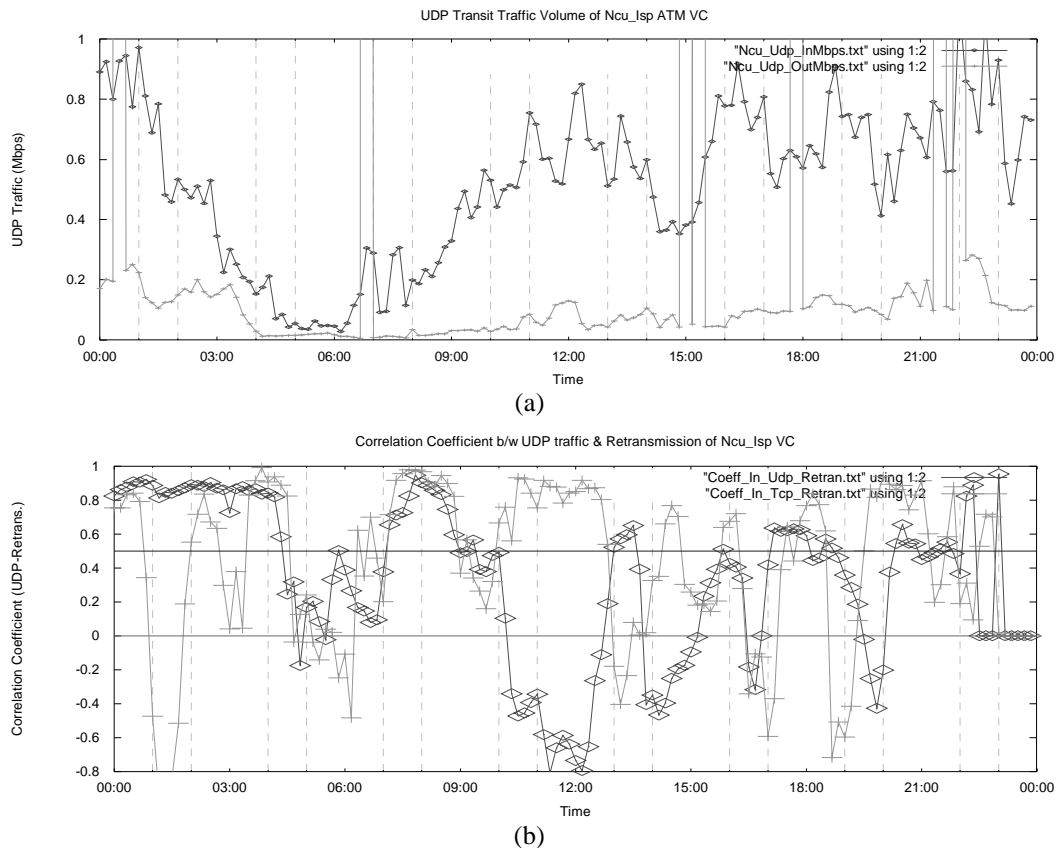 UDP Transit Traffic Volume of Ncu_Isp ATM VC
"Ncu_Udp_InMbps.txt" using 1:2
"Ncu_Udp_OutMbps.txt" using 1:2
UDP Traffic (Mbps)
1
0.8
0.6
0.4
0.2
0
00:00 03:00 06:00 09:00 12:00 15:00 18:00 21:00 00:00
Time
(a)
Correlation Coefficient b/w UDP traffic & Retransmission of Ncu_Isp VC
"Coeff_In_Udp_Retran.txt" using 1:2
"Coeff_In_Tcp_Retran.txt" using 1:2
Correlation Coefficient (UDP-Retrans.)
1
0.8
0.6
0.4
0.2
0
-0.2
-0.4
-0.6
-0.8
00:00 03:00 06:00 09:00 12:00 15:00 18:00 21:00 00:00
Time
(b)